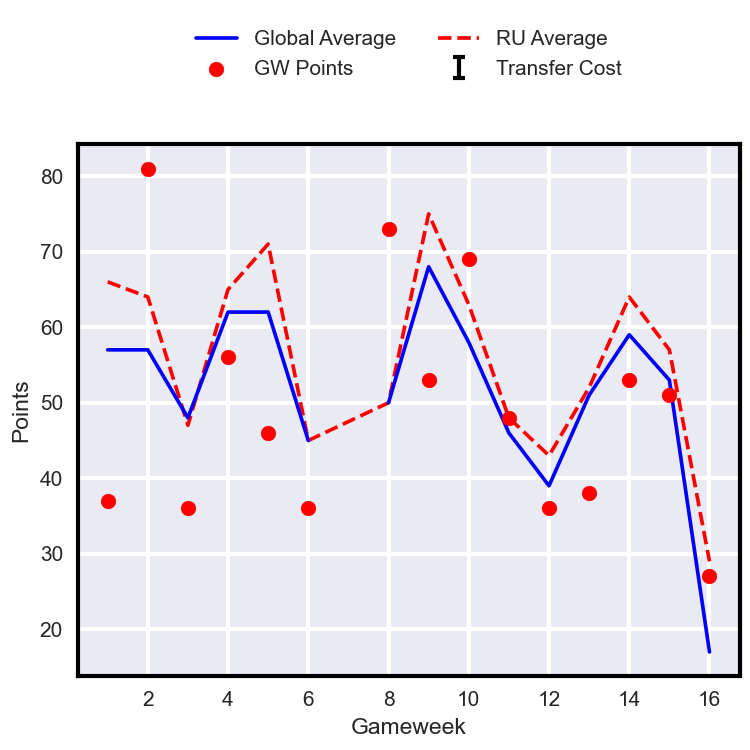 Global Average
RU Average
GW Points
Transfer Cost
80
70
60
50
40
30
20
Points
2 4 6 8 10 12 14 16
Gameweek